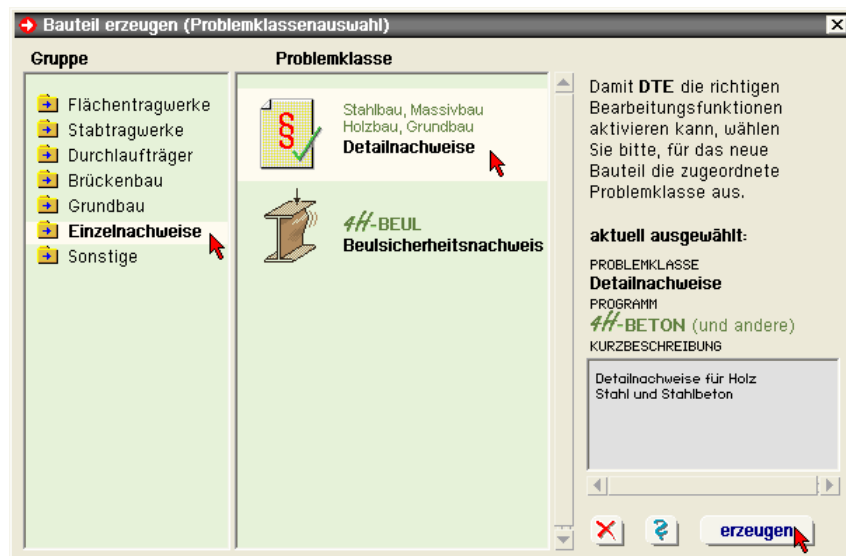 Bauteil erzeugen (Problemklassenauswahl)
Gruppe
Problemklasse
Flächentragwerke
Stabtragwerke
Durchlaufträger
Brückenbau
Grundbau
Einzelnachweise
Sonstige
§
Stahlbau, Massivbau
Holzbau, Grundbau
Detailnachweise
4H-BEUL
Beulsicherheitsnachweis
Damit DTE die richtigen
Bearbeitungsfunktionen
aktivieren kann, wählen
Sie bitte, für das neue
Bauteil die zugeordnete
Problemklasse aus.
aktuell ausgewählt:
PROBLEMKLASSE
Detailnachweise
PROGRAMM
4H-BETON (und andere)
KURZBESCHREIBUNG
Detailnachweise für Holz
Stahl und Stahlbeton
?
erzeugen